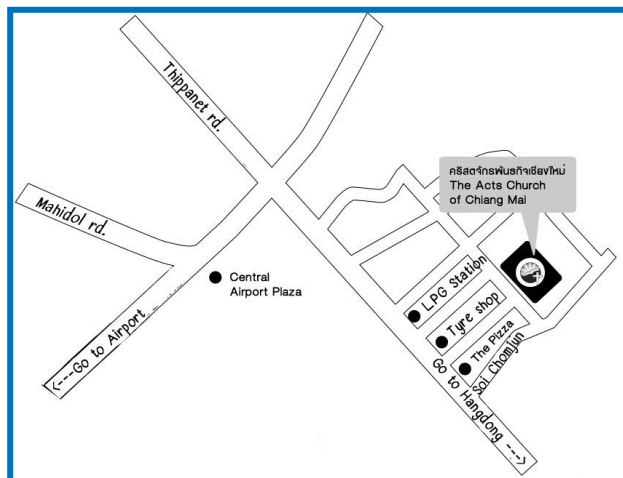 Thippanet rd.
คริสตจักรพันธกิจเชียงใหม่
The Acts Church
of Chiang Mai
Mahidol rd.
Central
Airport Plaza
LPG Station
Tyre shop
The Pizza
Soi Chomjun
<---Go to Airport
Go to Hangdong --->